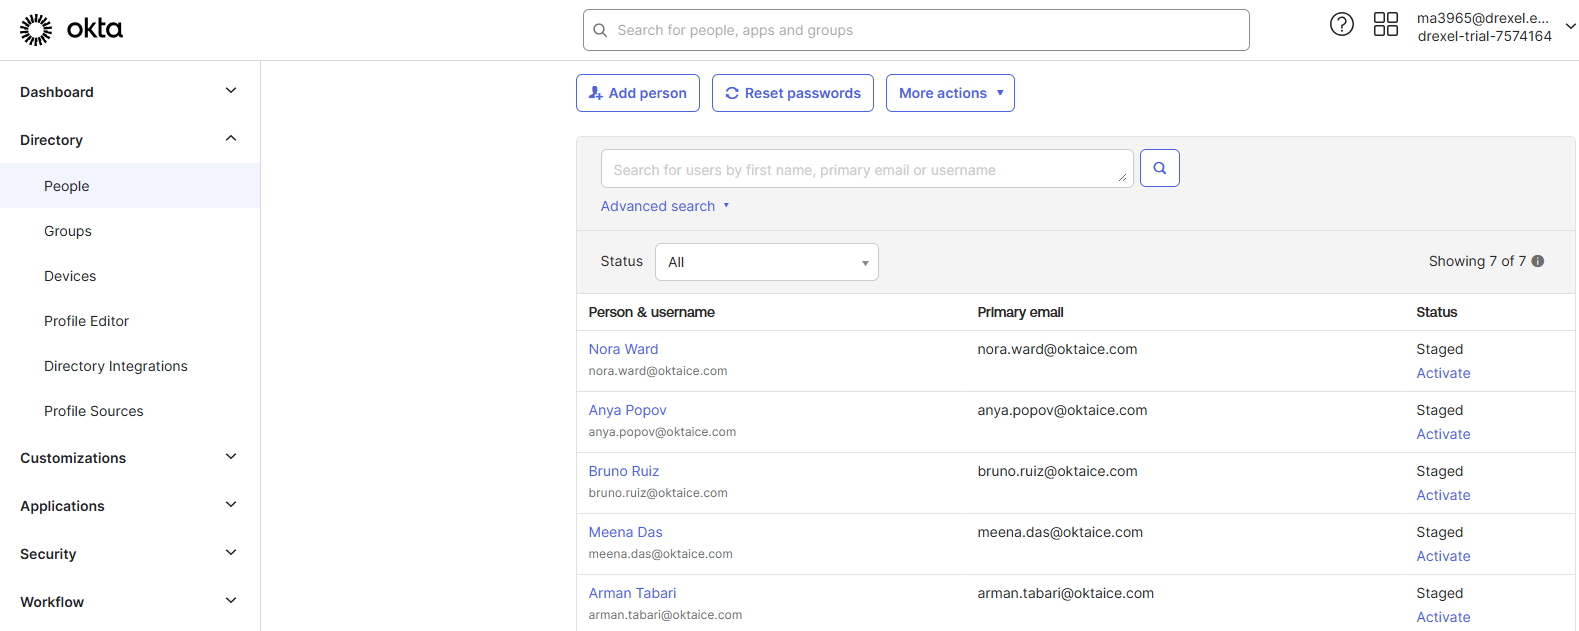 okta
Search for people, apps and groups
ma3965@drexel.e...
drexel-trial-7574164
Dashboard
Directory
People
Groups
Devices
Profile Editor
Directory Integrations
Profile Sources
Customizations
Applications
Security
Workflow
Add person
Reset passwords
More actions
Search for users by first name, primary email or username
Advanced search
Status All Showing 7 of 7
Person & username Primary email Status
Nora Ward nora.ward@oktaice.com Staged
nora.ward@oktaice.com Activate
Anya Popov anya.popov@oktaice.com Staged
anya.popov@oktaice.com Activate
Bruno Ruiz bruno.ruiz@oktaice.com Staged
bruno.ruiz@oktaice.com Activate
Meena Das meena.das@oktaice.com Staged
meena.das@oktaice.com Activate
Arman Tabari arman.tabari@oktaice.com Staged
arman.tabari@oktaice.com Activate